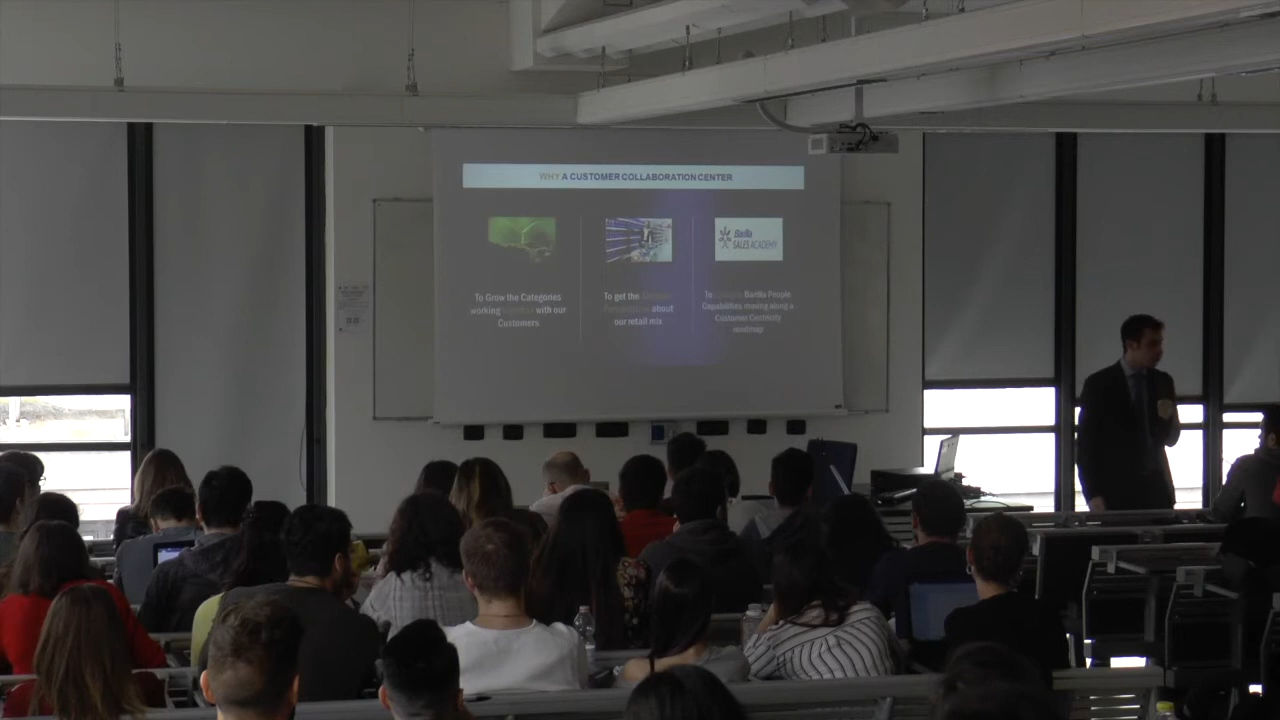 WHY A CUSTOMER COLLABORATION CENTER
Barilla
SALES ACADEMY
To Grow the Categories
working with our
Customers
To get the
about
our retail mix
To Barilla People
Capabilities moving along a
Customer Centricity
roadmap